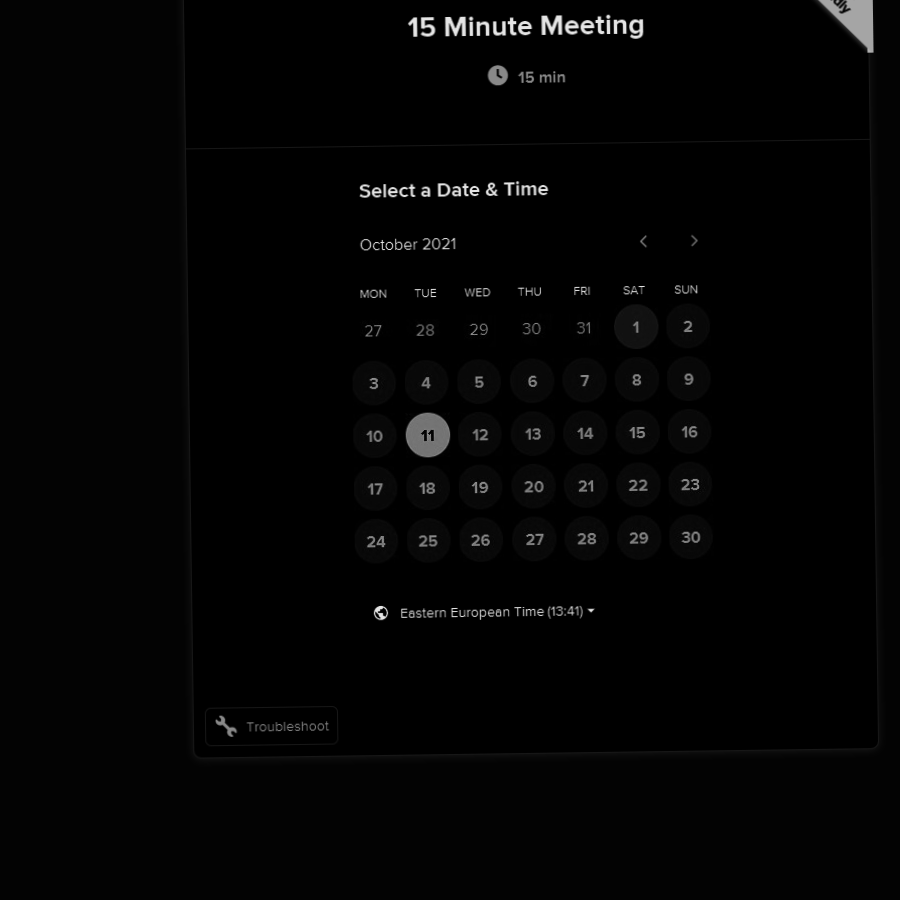 15 Minute Meeting
15 min
Select a Date & Time
October 2021
MON TUE WED THU FRI SAT SUN
27 28 29 30 31 1 2
3 4 5 6 7 8 9
10 11 12 13 14 15 16
17 18 19 20 21 22 23
24 25 26 27 28 29 30
Eastern European Time (13:41)
Troubleshoot